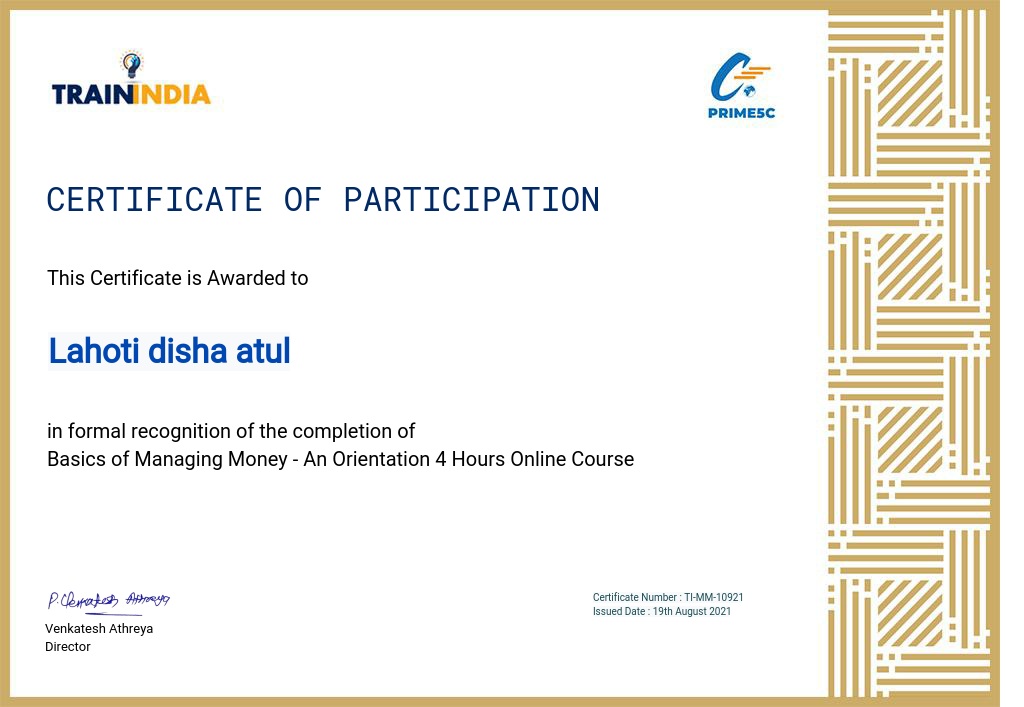 TRAININDIA
PRIME5C
CERTIFICATE OF PARTICIPATION
This Certificate is Awarded to
Lahoti disha atul
in formal recognition of the completion of
Basics of Managing Money - An Orientation 4 Hours Online Course
P. Venkatesh Athreya
Venkatesh Athreya
Director
Certificate Number : TI-MM-10921
Issued Date : 19th August 2021